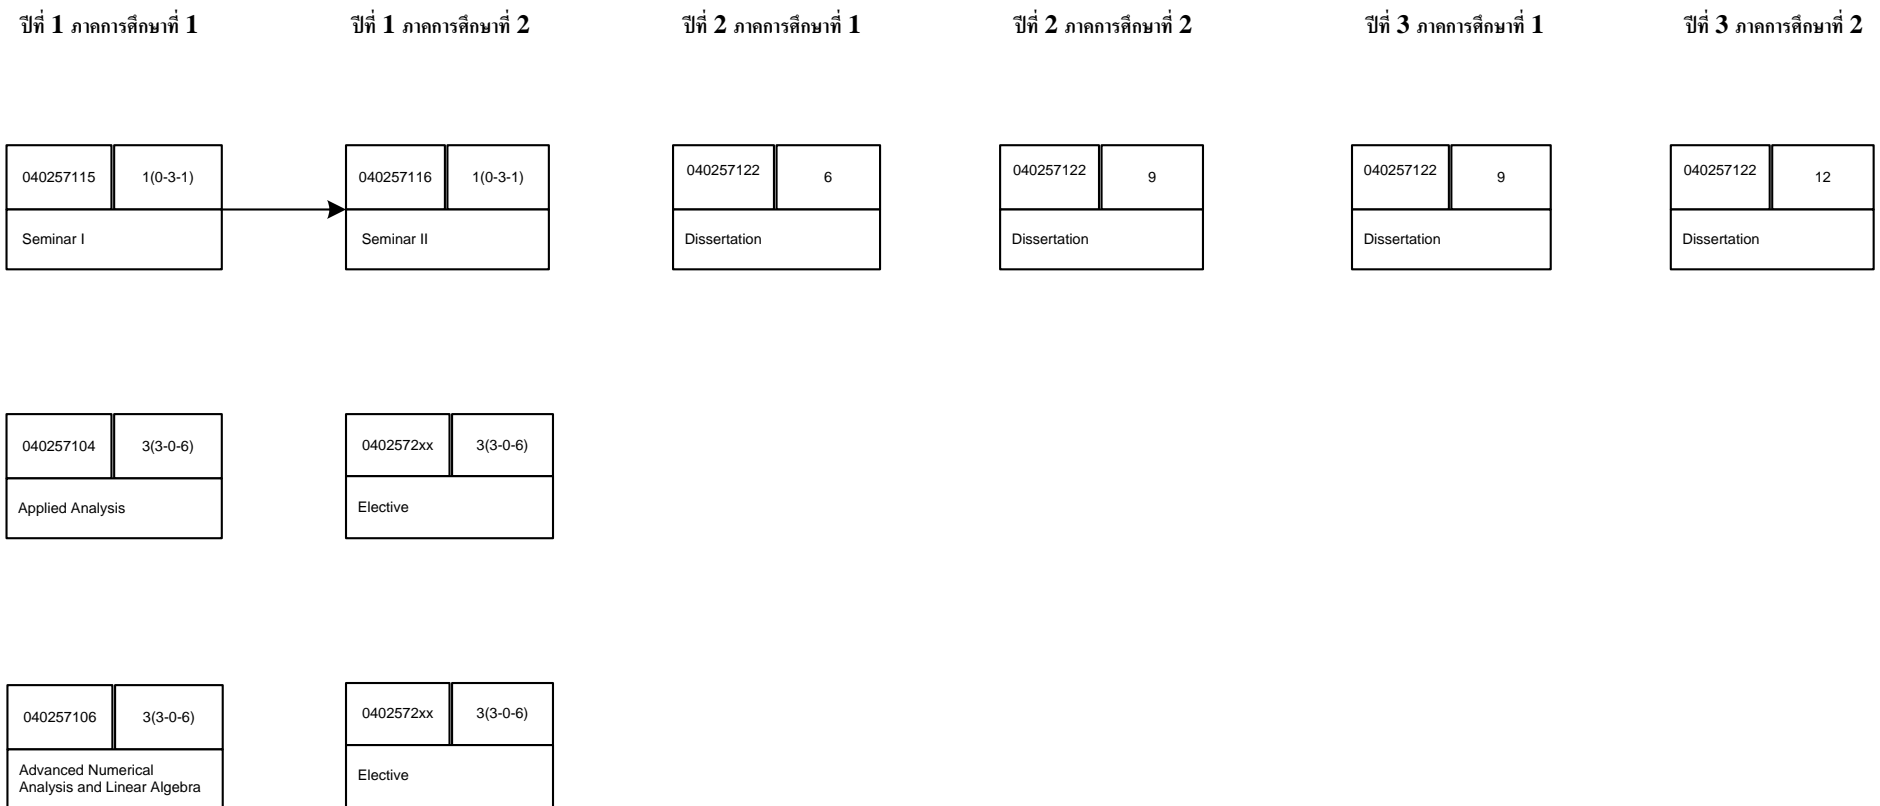 ปีที่ 1 ภาคการศึกษาที่ 1
ปีที่ 1 ภาคการศึกษาที่ 2
ปีที่ 2 ภาคการศึกษาที่ 1
ปีที่ 2 ภาคการศึกษาที่ 2
ปีที่ 3 ภาคการศึกษาที่ 1
ปีที่ 3 ภาคการศึกษาที่ 2
040257115 1(0-3-1)
Seminar I
040257116 1(0-3-1)
Seminar II
040257122 6
Dissertation
040257122 9
Dissertation
040257122 9
Dissertation
040257122 12
Dissertation
040257104 3(3-0-6)
Applied Analysis
0402572xx 3(3-0-6)
Elective
040257106 3(3-0-6)
Advanced Numerical
Analysis and Linear Algebra
0402572xx 3(3-0-6)
Elective